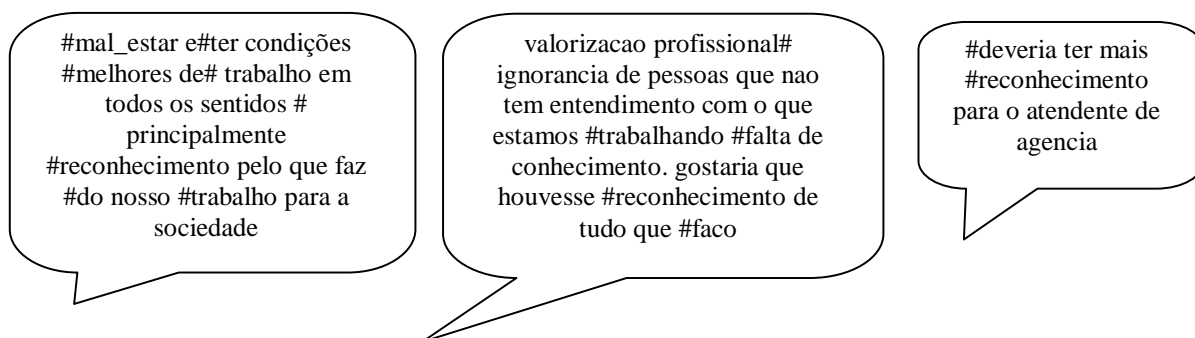 #mal_estar e#ter condições
#melhores de# trabalho em
todos os sentidos #
principalmente
#reconhecimento pelo que faz
#do nosso #trabalho para a
sociedade
valorizacao profissional#
ignorancia de pessoas que nao
tem entendimento com o que
estamos #trabalhando #falta de
conhecimento. gostaria que
houvesse #reconhecimento de
tudo que #faco
#deveria ter mais
#reconhecimento
para o atendente de
agencia